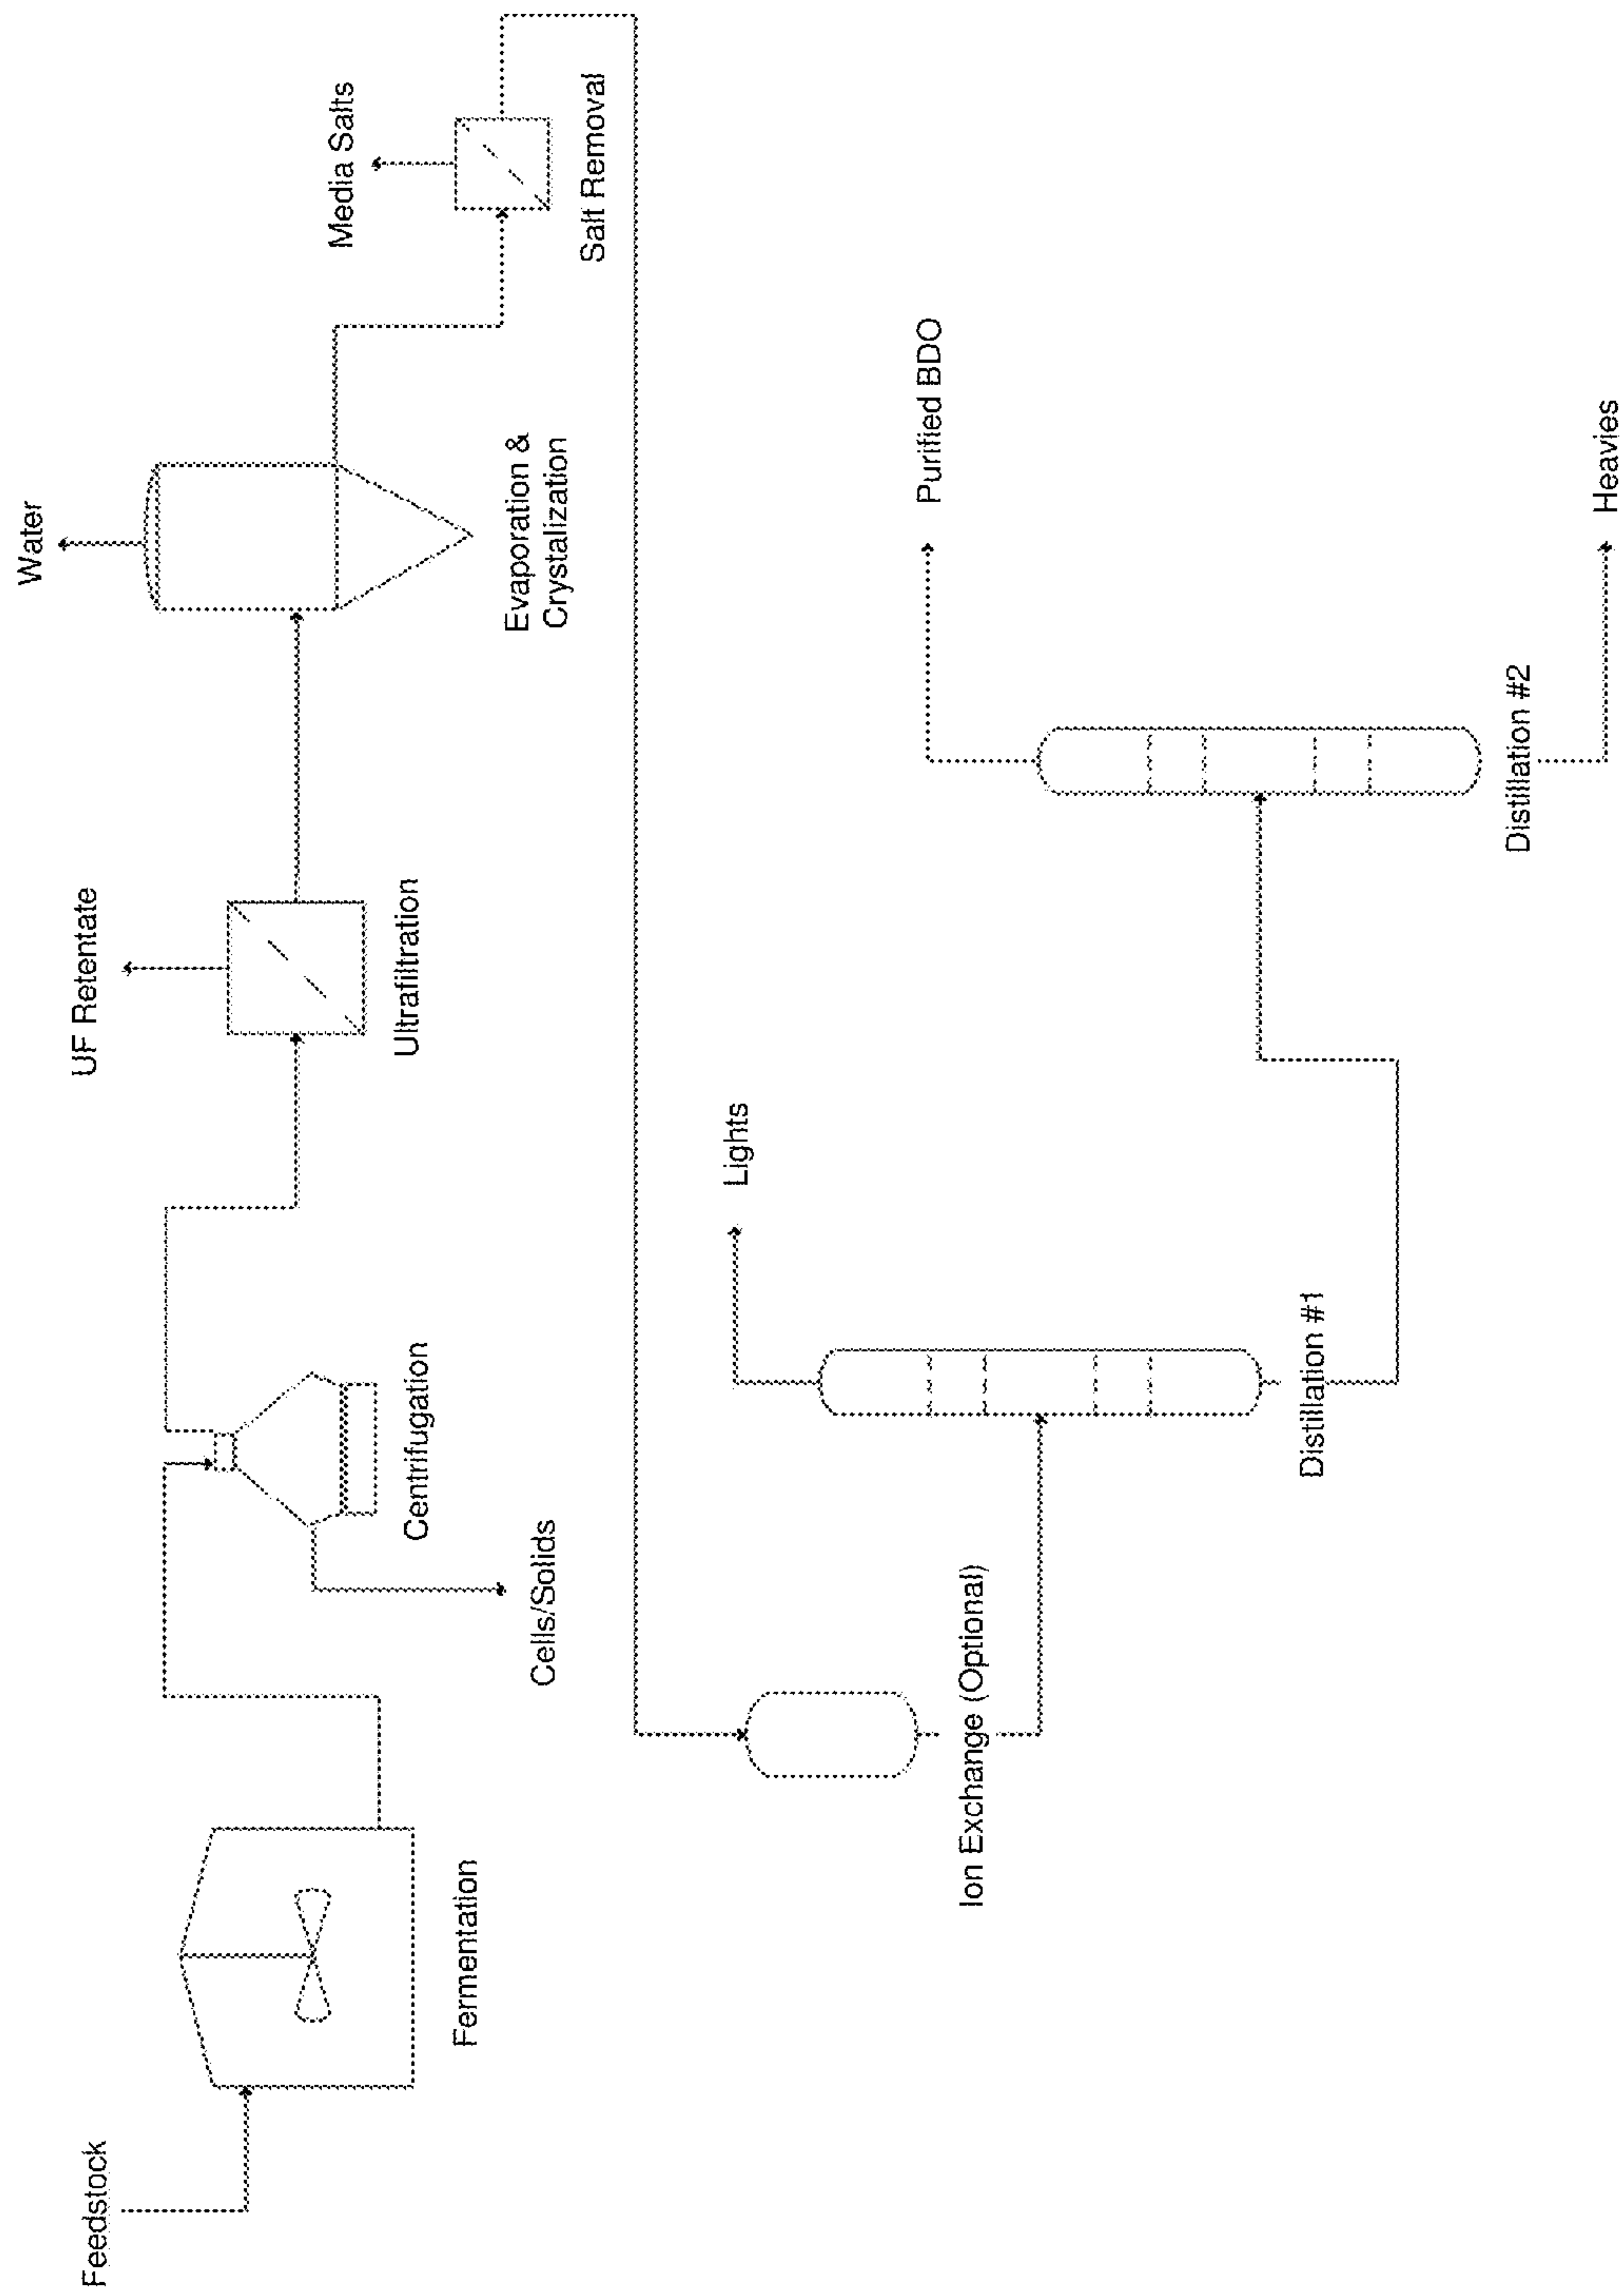 Feedstock
Fermentation
Centrifugation
Cells/Solids
UF Retentate
Ultrafiltration
Water
Evaporation &
Crystalization
Media Salts
Salt Removal
Ion Exchange (Optional)
Lights
Distillation #1
Purified BDO
Distillation #2
Heavies